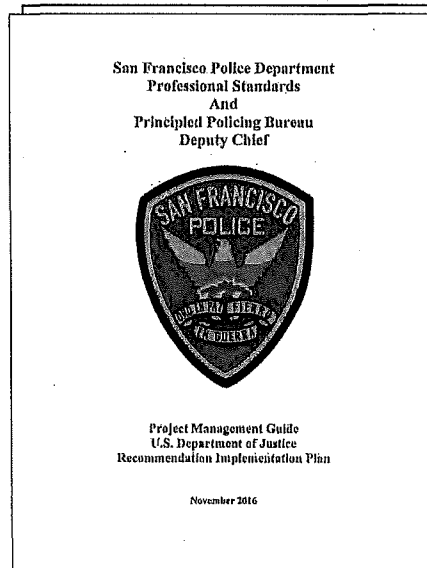 San Francisco Police Department
Professional Standards
And
Principled Policing Bureau
Deputy Chief
SAN FRANCISCO
POLICE
ORO EN PAZ FIERRO
EN GUERRA
Project Management Guide
U.S. Department of Justice
Recommendation Implementation Plan
November 2016